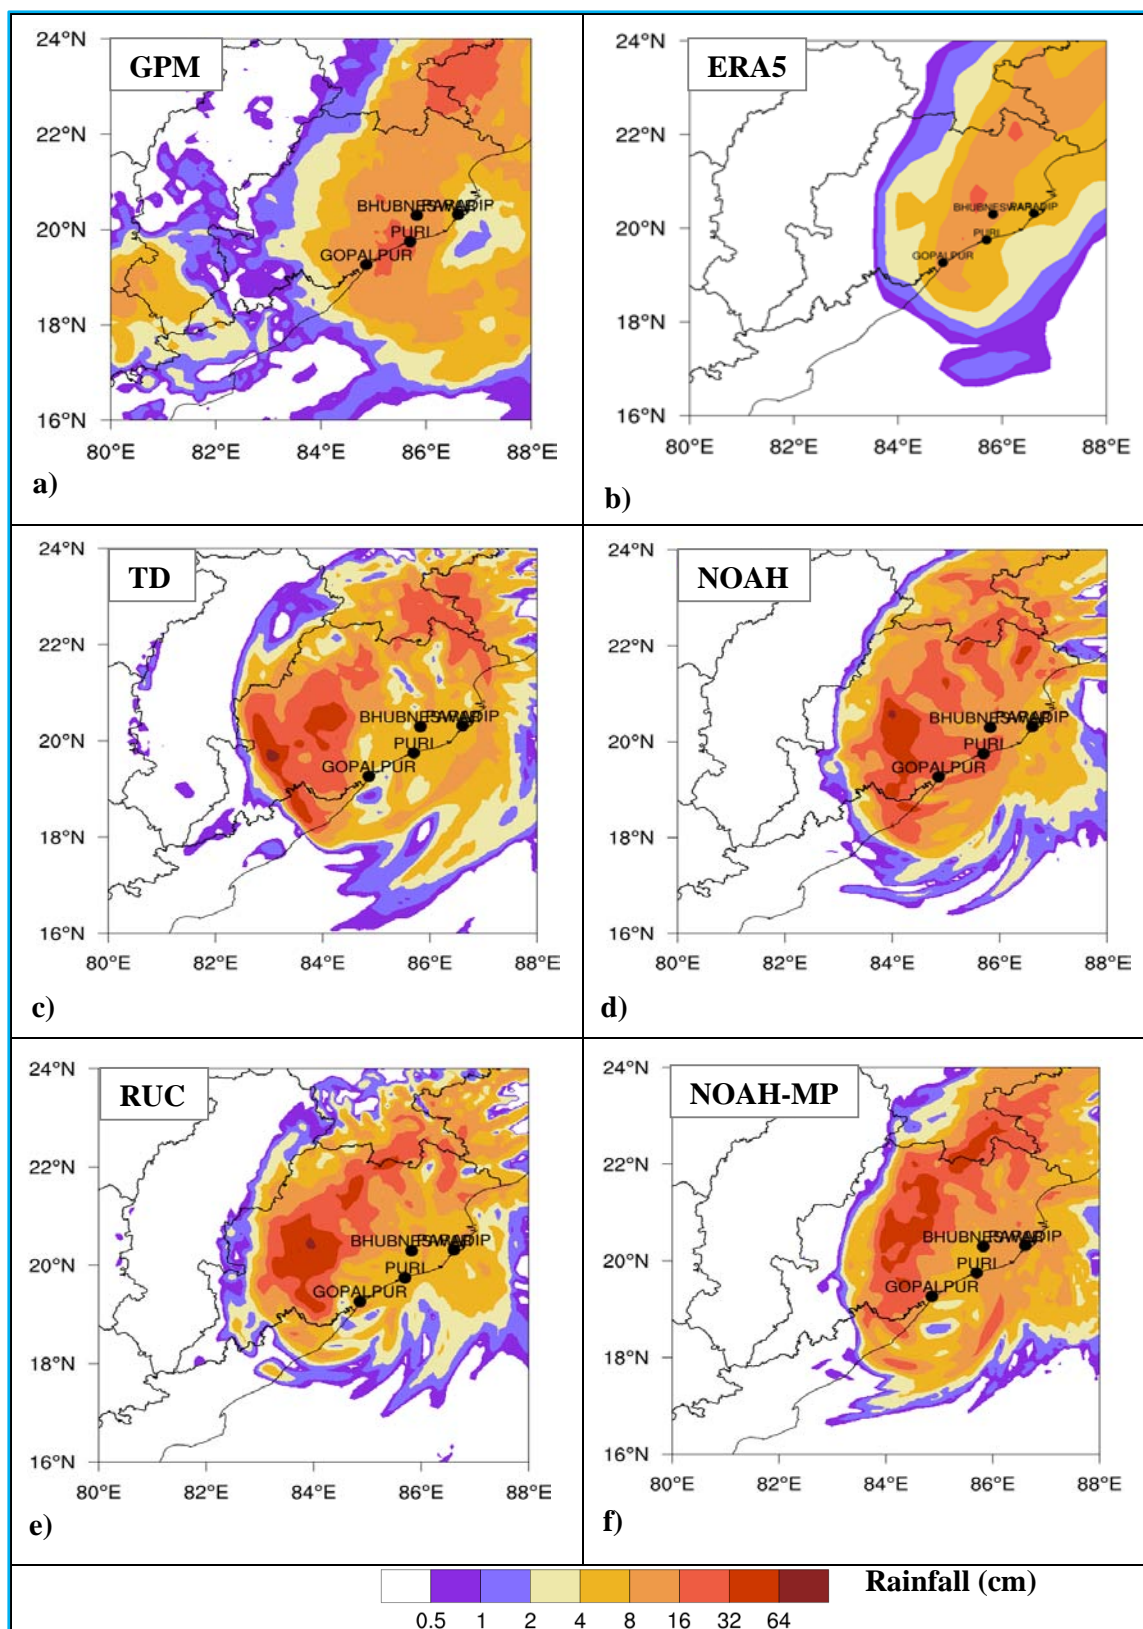 GPM
24°N
22°N
20°N
18°N
16°N
80°E 82°E 84°E 86°E 88°E
BHUBNESWAR PARADIP
PURI
GOPALPUR
a)
ERA5
24°N
22°N
20°N
18°N
16°N
80°E 82°E 84°E 86°E 88°E
BHUBNESWAR PARADIP
PURI
GOPALPUR
b)
TD
24°N
22°N
20°N
18°N
16°N
80°E 82°E 84°E 86°E 88°E
BHUBNESWAR PARADIP
PURI
GOPALPUR
c)
NOAH
24°N
22°N
20°N
18°N
16°N
80°E 82°E 84°E 86°E 88°E
BHUBNESWAR PARADIP
PURI
GOPALPUR
d)
RUC
24°N
22°N
20°N
18°N
16°N
80°E 82°E 84°E 86°E 88°E
BHUBNESWAR PARADIP
PURI
GOPALPUR
e)
NOAH-MP
24°N
22°N
20°N
18°N
16°N
80°E 82°E 84°E 86°E 88°E
BHUBNESWAR PARADIP
PURI
GOPALPUR
f)
Rainfall (cm)
0.5 1 2 4 8 16 32 64